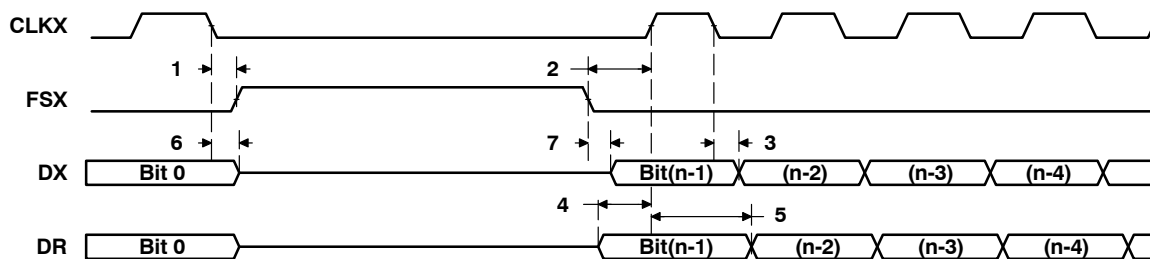 CLKX
1 2
FSX
6 7 3
DX Bit 0 Bit(n-1) (n-2) (n-3) (n-4)
4 5
DR Bit 0 Bit(n-1) (n-2) (n-3) (n-4)